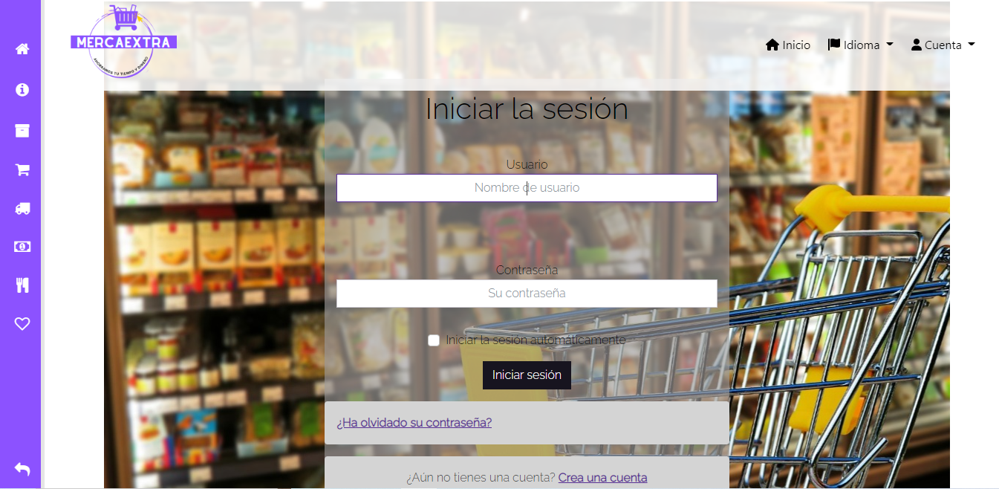 MERCAEXTRA
AHORRAMOS TU TIEMPO Y DINERO
Inicio
Idioma
Cuenta
Iniciar la sesión
Usuario
Nombre de usuario
Contraseña
Su contraseña
Iniciar la sesión automáticamente
Iniciar sesión
¿Ha olvidado su contraseña?
¿Aún no tienes una cuenta? Crea una cuenta